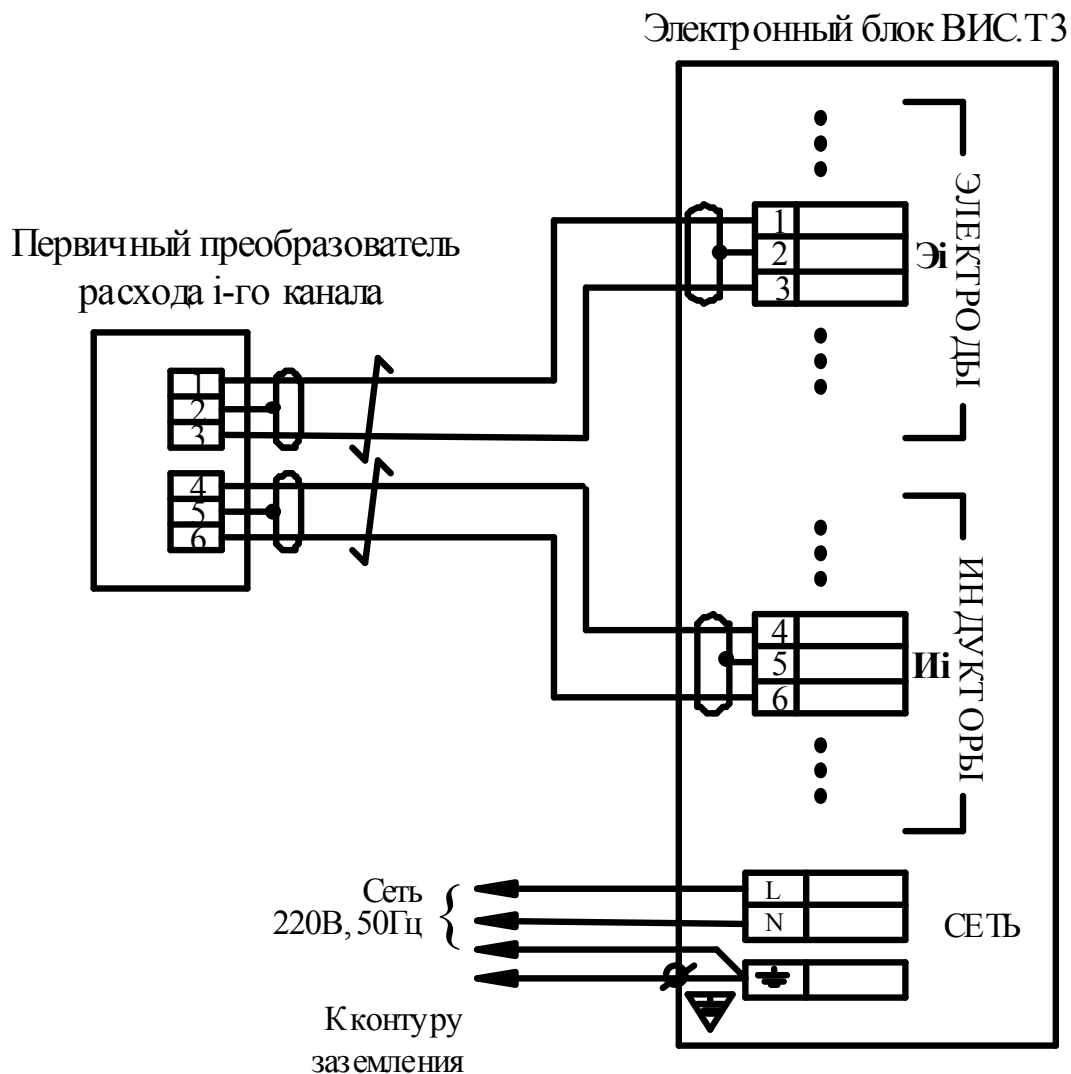 Электронный блок ВИС.Т3
Первичный преобразователь
расхода i-го канала
1
2
3
4
5
6
1
2
3
Эi
ЭЛЕКТРОДЫ
4
5
6
Иi
ИНДУКТОРЫ
Сеть
220В, 50Гц
L
N
СЕТЬ
К контуру
заземления